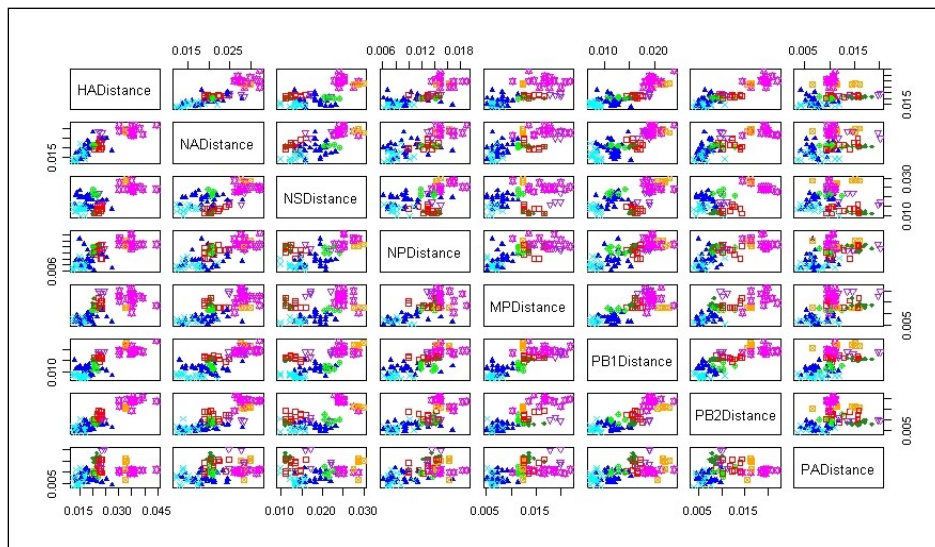 0.015 0.025
0.006 0.012 0.018
0.010 0.020
0.005 0.015
HADistance
0.015
0.015
NADistance
NSDistance
0.010 0.030
0.006
NPDistance
MPDistance
0.005
0.010
PB1Distance
PB2Distance
0.005
0.005
PADistance
0.015 0.030 0.045
0.010 0.020 0.030
0.005 0.015
0.005 0.015